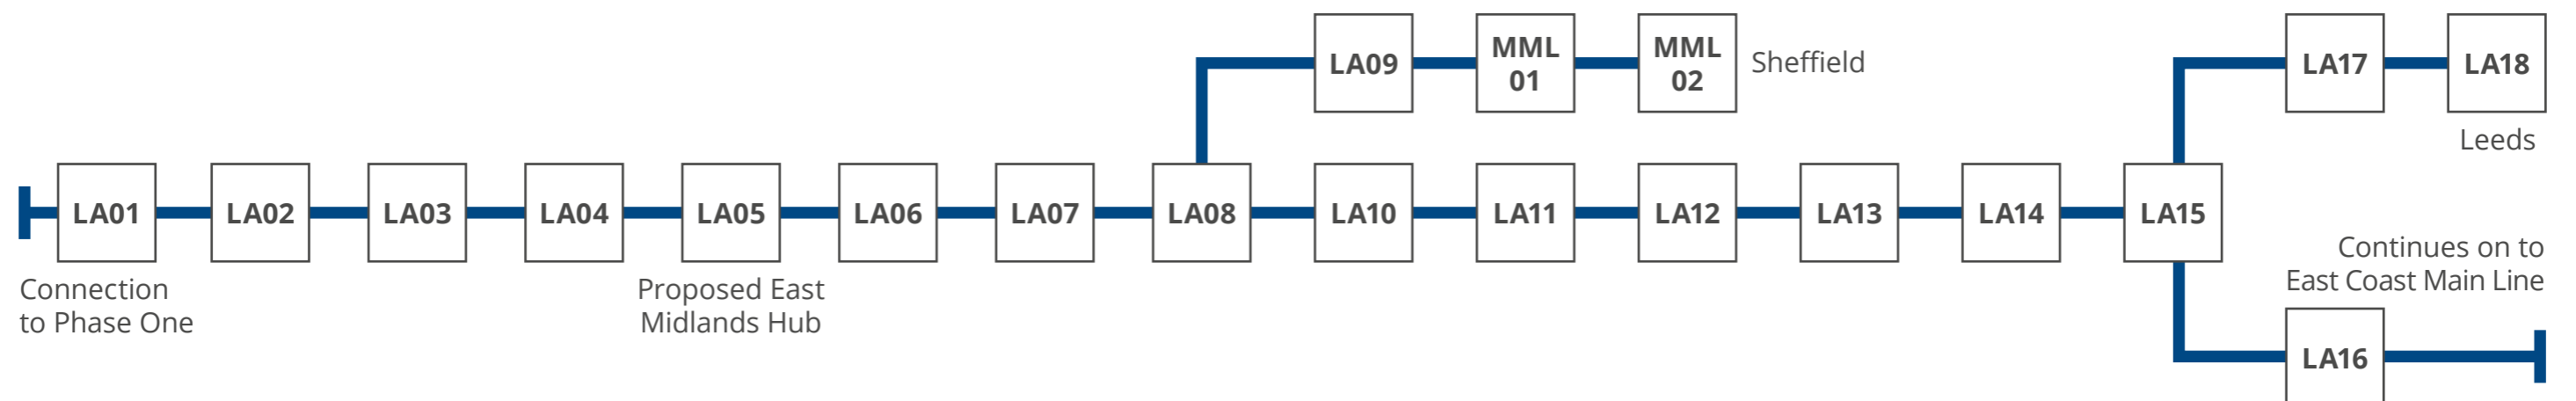 LA09
MML
01
MML
02
Sheffield
LA17
LA18
Leeds
LA01
LA02
LA03
LA04
LA05
LA06
LA07
LA08
LA10
LA11
LA12
LA13
LA14
LA15
Connection
to Phase One
Proposed East
Midlands Hub
Continues on to
East Coast Main Line
LA16